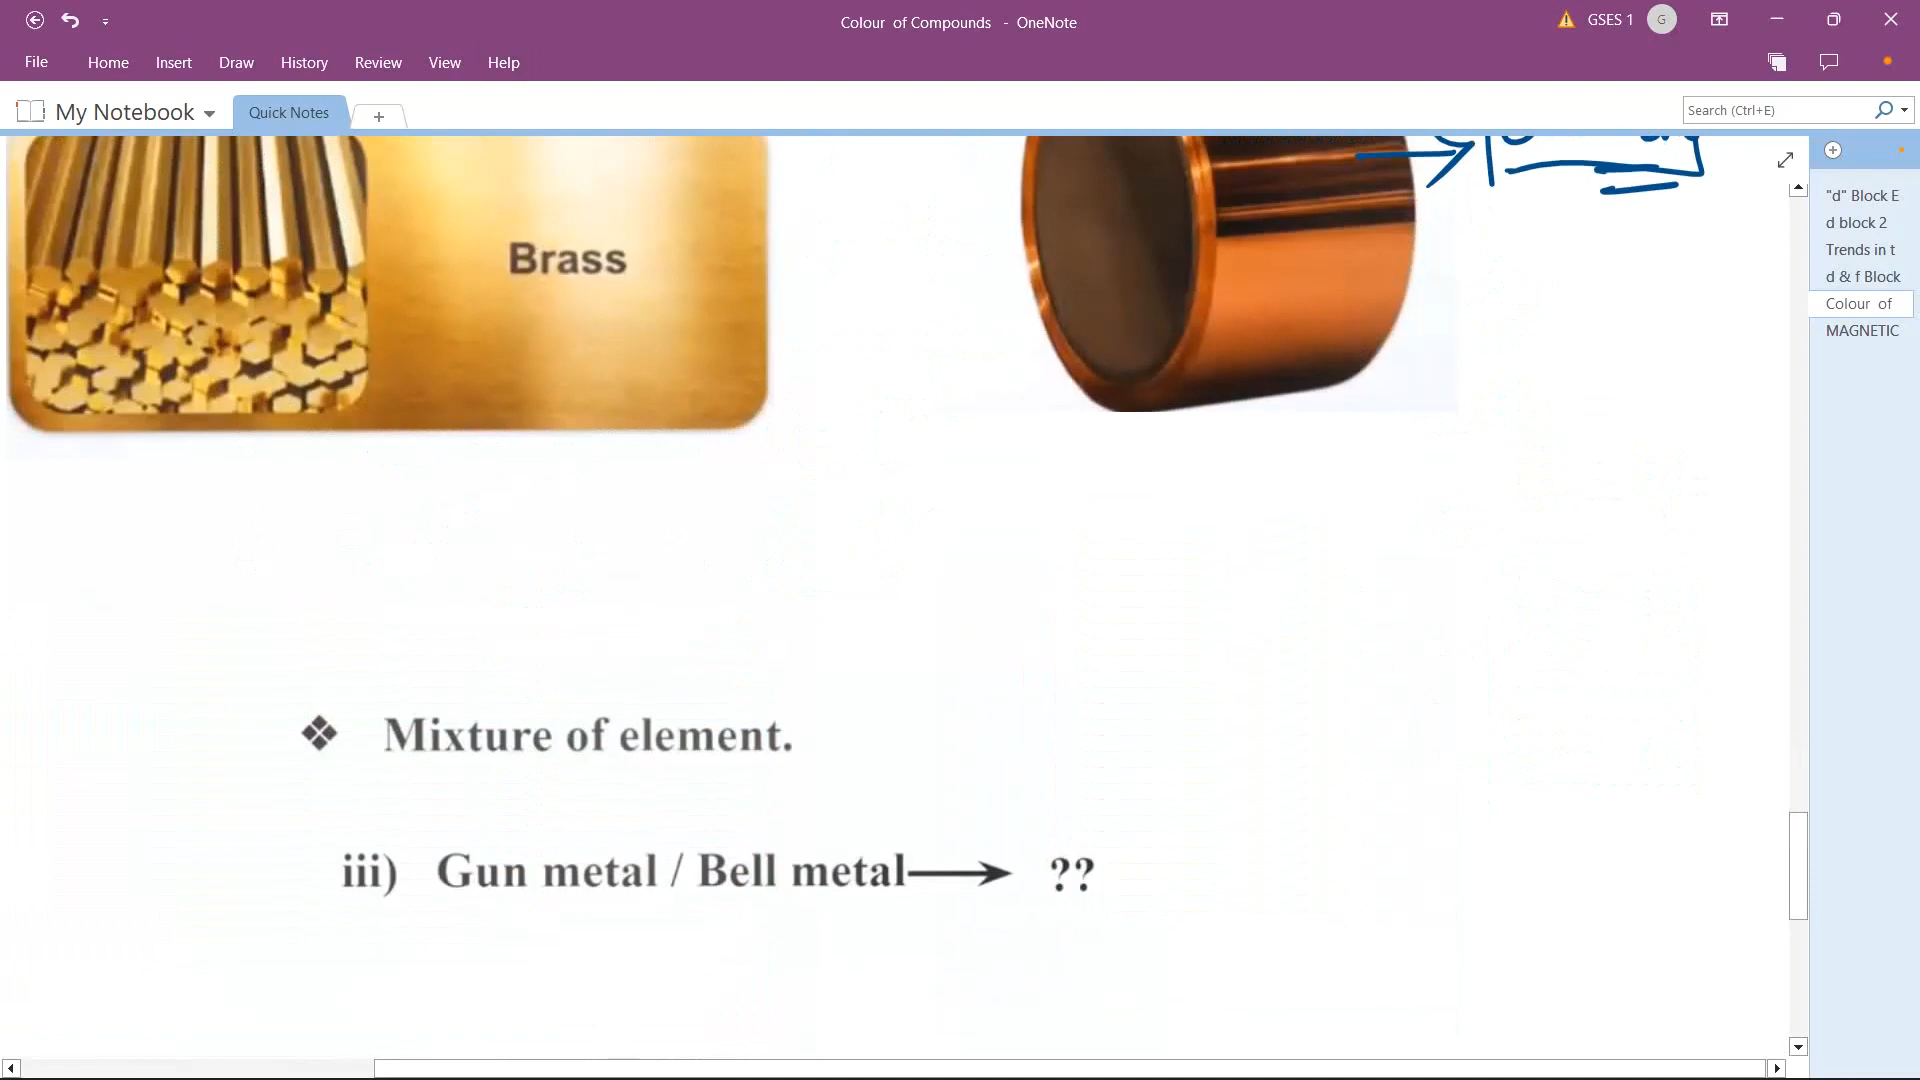 Colour of Compounds - OneNote
GSES 1
G
File
Home
Insert
Draw
History
Review
View
Help
My Notebook
Quick Notes
+
Search (Ctrl+E)
Brass
❖ Mixture of element.
iii) Gun metal / Bell metal⟶ ??
"d" Block E
d block 2
Trends in t
d & f Block
Colour of
MAGNETIC